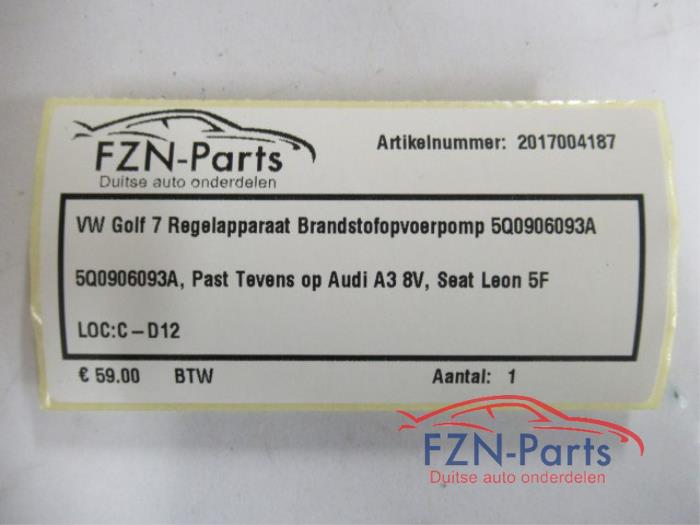 FZN-Parts
Duitse auto onderdelen
Artikelnummer: 2017004187
VW Golf 7 Regelapparaat Brandstofopvoerpomp 5Q0906093A
5Q0906093A, Past Tevens op Audi A3 8V, Seat Leon 5F
LOC:C-D12
€ 59.00 BTW Aantal: 1
FZN-Parts
Duitse auto onderdelen